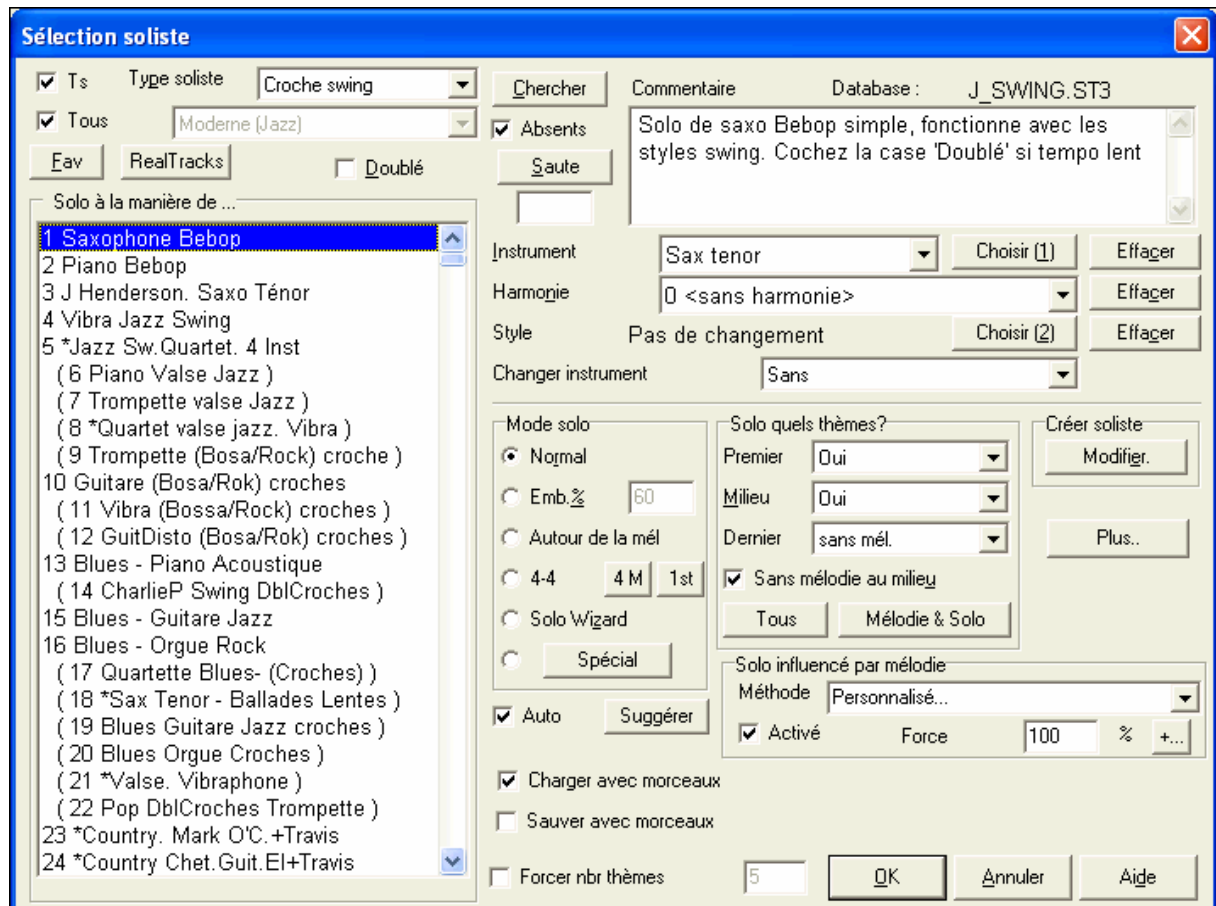 Sélection soliste
Ts
Type soliste
Croche swing
Tous
Moderne (Jazz)
Fav
RealTracks
Doublé
Chercher
Absents
Saute
Commentaire
Database :
J_SWING.ST3
Solo de saxo Bebop simple, fonctionne avec les
styles swing. Cochez la case 'Doublé' si tempo lent
Solo à la manière de ...
1 Saxophone Bebop
2 Piano Bebop
3 J Henderson. Saxo Ténor
4 Vibra Jazz Swing
5 *Jazz Sw.Quartet. 4 Inst
( 6 Piano Valse Jazz )
( 7 Trompette valse Jazz )
( 8 *Quartet valse jazz. Vibra )
( 9 Trompette (Bosa/Rock) croche )
10 Guitare (Bosa/Rok) croches
( 11 Vibra (Bossa/Rock) croches )
( 12 GuitDisto (Bosa/Rok) croches )
13 Blues - Piano Acoustique
( 14 CharlieP Swing DblCroches )
15 Blues - Guitare Jazz
16 Blues - Orgue Rock
( 17 Quartette Blues- (Croches) )
( 18 *Sax Tenor - Ballades Lentes )
( 19 Blues Guitare Jazz croches )
( 20 Blues Orgue Croches )
( 21 *Valse. Vibraphone )
( 22 Pop DblCroches Trompette )
23 *Country. Mark O'C.+Travis
24 *Country Chet.Guit.El+Travis
Instrument
Sax tenor
Choisir (1)
Effacer
Harmonie
0 <sans harmonie>
Effacer
Style
Pas de changement
Choisir (2)
Effacer
Changer instrument
Sans
Mode solo
Normal
Emb.%
60
Autour de la mél
4-4
4 M
1st
Solo Wizard
Spécial
Auto
Suggérer
Solo quels thèmes?
Premier
Oui
Milieu
Oui
Dernier
sans mél.
Sans mélodie au milieu
Tous
Mélodie & Solo
Créer soliste
Modifier.
Plus..
Solo influencé par mélodie
Méthode
Personnalisé...
Activé
Force
100
%
+...
Charger avec morceaux
Sauver avec morceaux
Forcer nbr thèmes
5
OK
Annuler
Aide